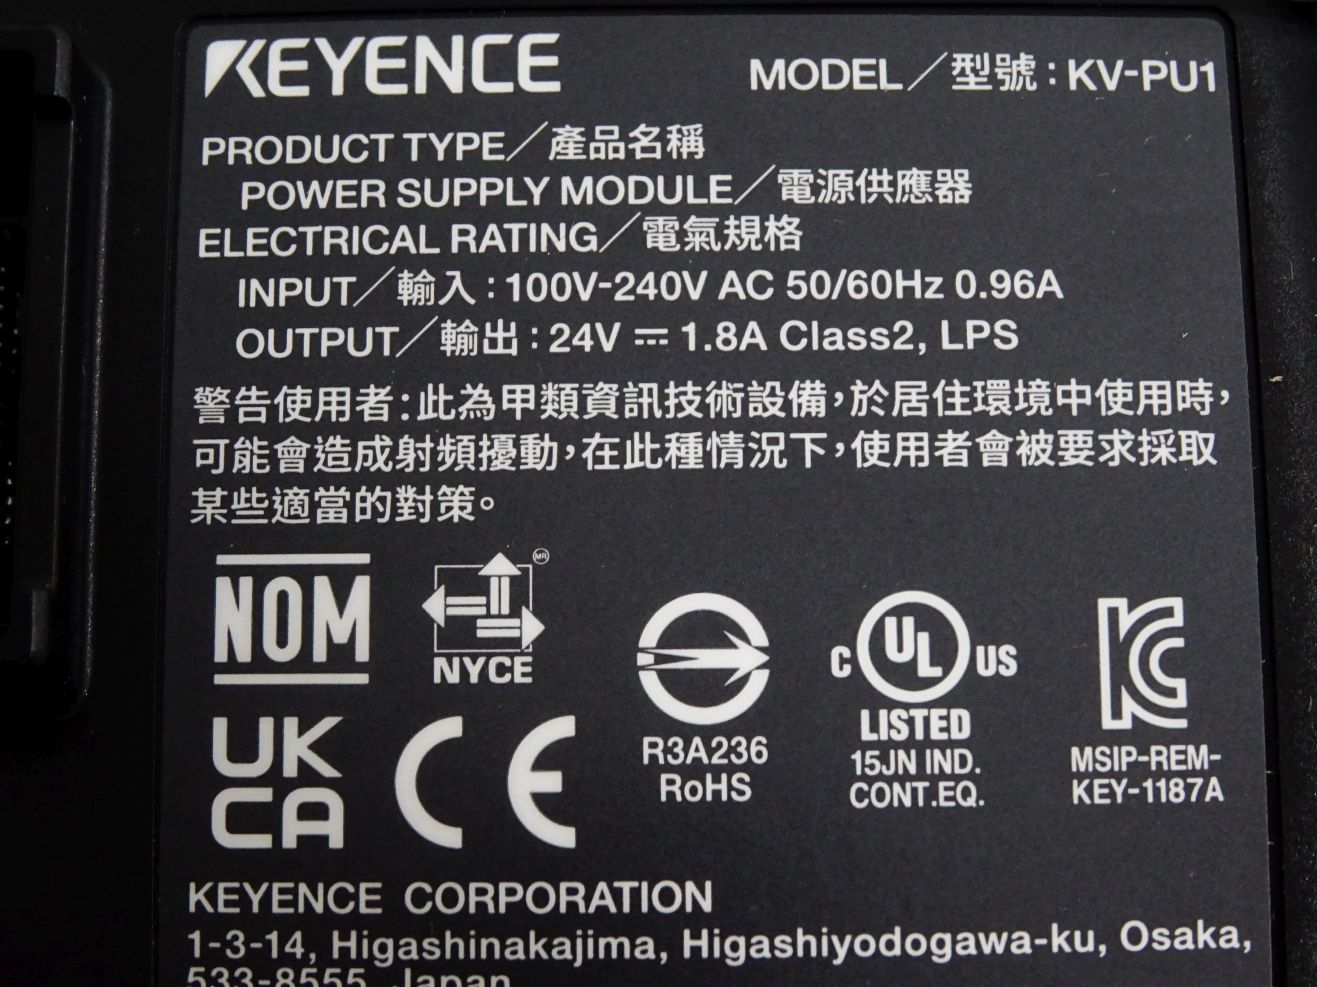 KEYENCE
MODEL／型號：KV-PU1
PRODUCT TYPE／產品名稱
POWER SUPPLY MODULE／電源供應器
ELECTRICAL RATING／電氣規格
INPUT／輸入：100V-240V AC 50/60Hz 0.96A
OUTPUT／輸出：24V ⎓ 1.8A Class2, LPS
警告使用者：此為甲類資訊技術設備，於居住環境中使用時，
可能會造成射頻擾動，在此種情況下，使用者會被要求採取
某些適當的對策。
NOM
MR
NYCE
R3A236
RoHS
C UL US
LISTED
15JN IND.
CONT.EQ.
KC
MSIP-REM-
KEY-1187A
UK
CA
CE
KEYENCE CORPORATION
1-3-14, Higashinakajima, Higashiyodogawa-ku, Osaka,
533-8555, Japan